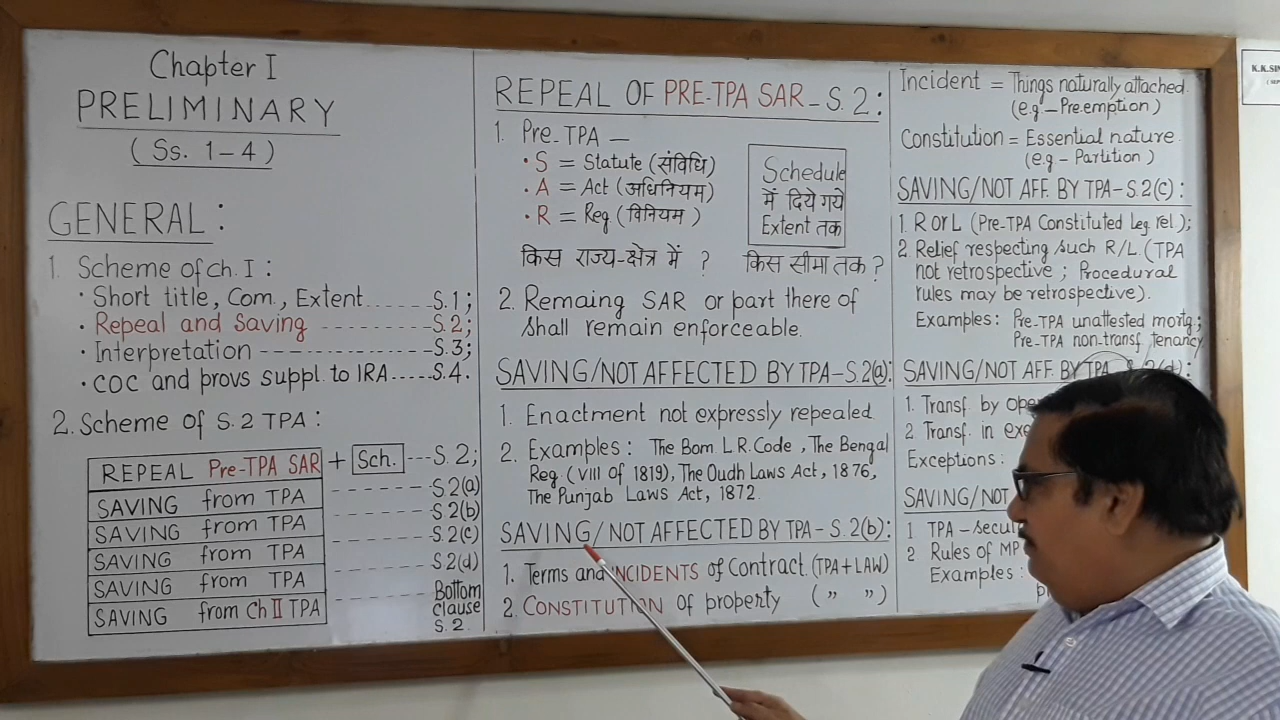 Chapter I
PRELIMINARY
(Ss. 1-4)
GENERAL:
1. Scheme of ch. I:
• Short title, Com., Extent......S.1;
• Repeal and Saving ---------S.2;
• Interpretation -------------S.3;
• COC and provs suppl. to IRA.....S.4.
2. Scheme of S. 2 TPA:
REPEAL Pre-TPA SAR + Sch. ---S. 2;
SAVING from TPA ------S.2(a)
SAVING from TPA ------S.2(b)
SAVING from TPA ------S.2(c)
SAVING from TPA S.2(d)
SAVING from Ch II TPA Bottom
clause
S. 2.
REPEAL OF PRE-TPA SAR-S. 2:
1. Pre-TPA —
• S = Statute (संविधि)
• A = Act (अधिनियम)
• R = Reg (विनियम)
Schedule
में दिये गये
Extent तक
किस राज्य-क्षेत्र में ? किस सीमा तक ?
2. Remaing SAR or part there of
shall remain enforceable.
SAVING/NOT AFFECTED BY TPA-S.2(a):
1. Enactment not expressly repealed
2. Examples: The Bom L.R. Code, The Bengal
Reg. (VIII of 1819), The Oudh Laws Act, 1876,
The Punjab Laws Act, 1872.
SAVING/NOT AFFECTED BY TPA-S. 2(b):
1. Terms and INCIDENTS of Contract (TPA+LAW)
2. CONSTITUTION of property ( " " )
Incident = Things naturally attached.
(e.g-Pre.emption)
Constitution = Essential nature.
(e.g- Partition)
SAVING/NOT AFF. BY TPA-S.2(c):
1. R or L (Pre-TPA Constituted Leg. rel.);
2. Relief respecting such R/L (TPA
not retrospective; Procedural
rules may be retrospective).
Examples: Pre-TPA unattested mortg.;
Pre-TPA non-transf. Tenancy
SAVING/NOT AFF. BY TPA-S.2(d):
1. Transf. by
2. Transf. in
Exceptions:
SAVING/NOT
1 TPA-
2 Rules of
Examples: